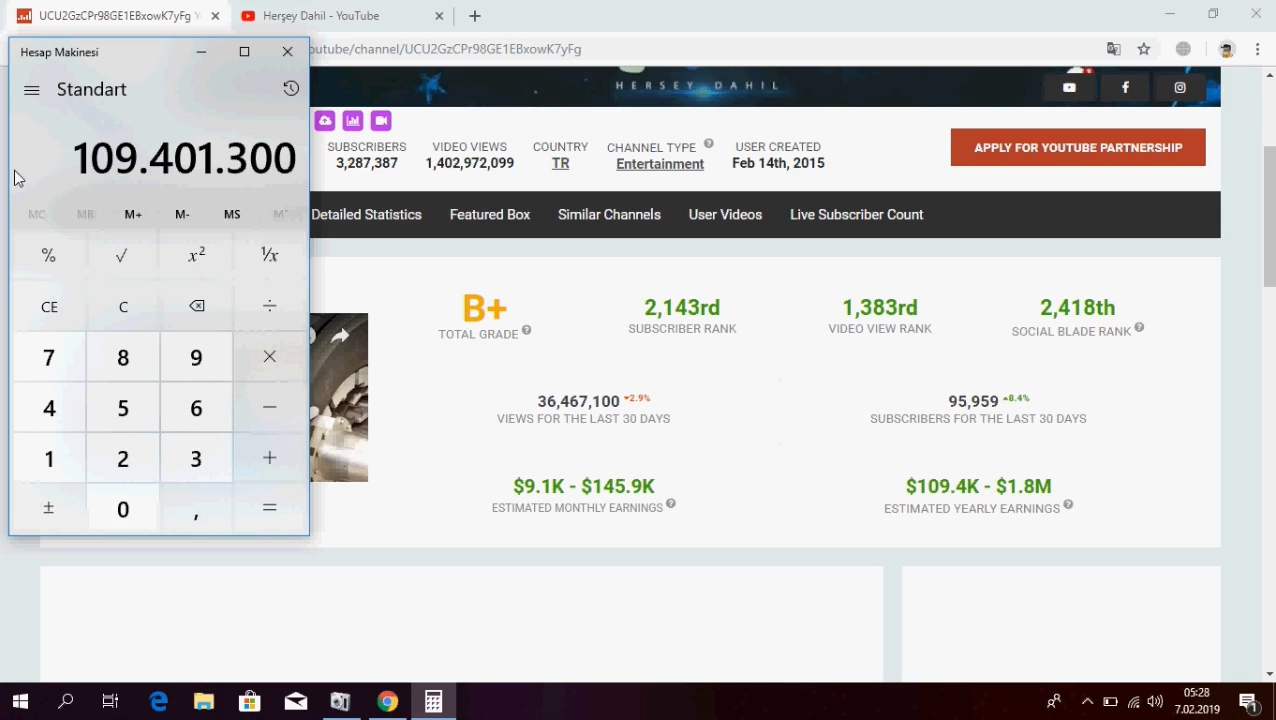 UCU2GzCPr98GE1EBxowK7yFg Y
Herşey Dahil - YouTube
outube/channel/UCU2GzCPr98GE1EBxowK7yFg
Hesap Makinesi
Standart
109.401.300
MC MR M+ M- MS M˅
% √ x² ¹/x
CE C ÷
7 8 9 ×
4 5 6 −
1 2 3 +
± 0 , =
HERSEY DAHIL
SUBSCRIBERS
3,287,387
VIDEO VIEWS
1,402,972,099
COUNTRY
TR
CHANNEL TYPE
Entertainment
USER CREATED
Feb 14th, 2015
APPLY FOR YOUTUBE PARTNERSHIP
Detailed Statistics
Featured Box
Similar Channels
User Videos
Live Subscriber Count
B+
TOTAL GRADE
2,143rd
SUBSCRIBER RANK
1,383rd
VIDEO VIEW RANK
2,418th
SOCIAL BLADE RANK
36,467,100 2.9%
VIEWS FOR THE LAST 30 DAYS
95,959 8.4%
SUBSCRIBERS FOR THE LAST 30 DAYS
$9.1K - $145.9K
ESTIMATED MONTHLY EARNINGS
$109.4K - $1.8M
ESTIMATED YEARLY EARNINGS
05:28
7.02.2019
1